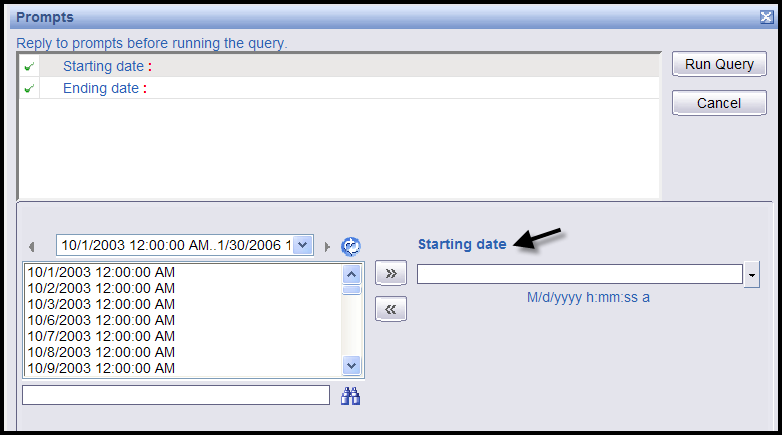 Prompts
Reply to prompts before running the query.
Starting date :
Ending date :
Run Query
Cancel
10/1/2003 12:00:00 AM..1/30/2006 1
10/1/2003 12:00:00 AM
10/2/2003 12:00:00 AM
10/3/2003 12:00:00 AM
10/6/2003 12:00:00 AM
10/7/2003 12:00:00 AM
10/8/2003 12:00:00 AM
10/9/2003 12:00:00 AM
Starting date
M/d/yyyy h:mm:ss a